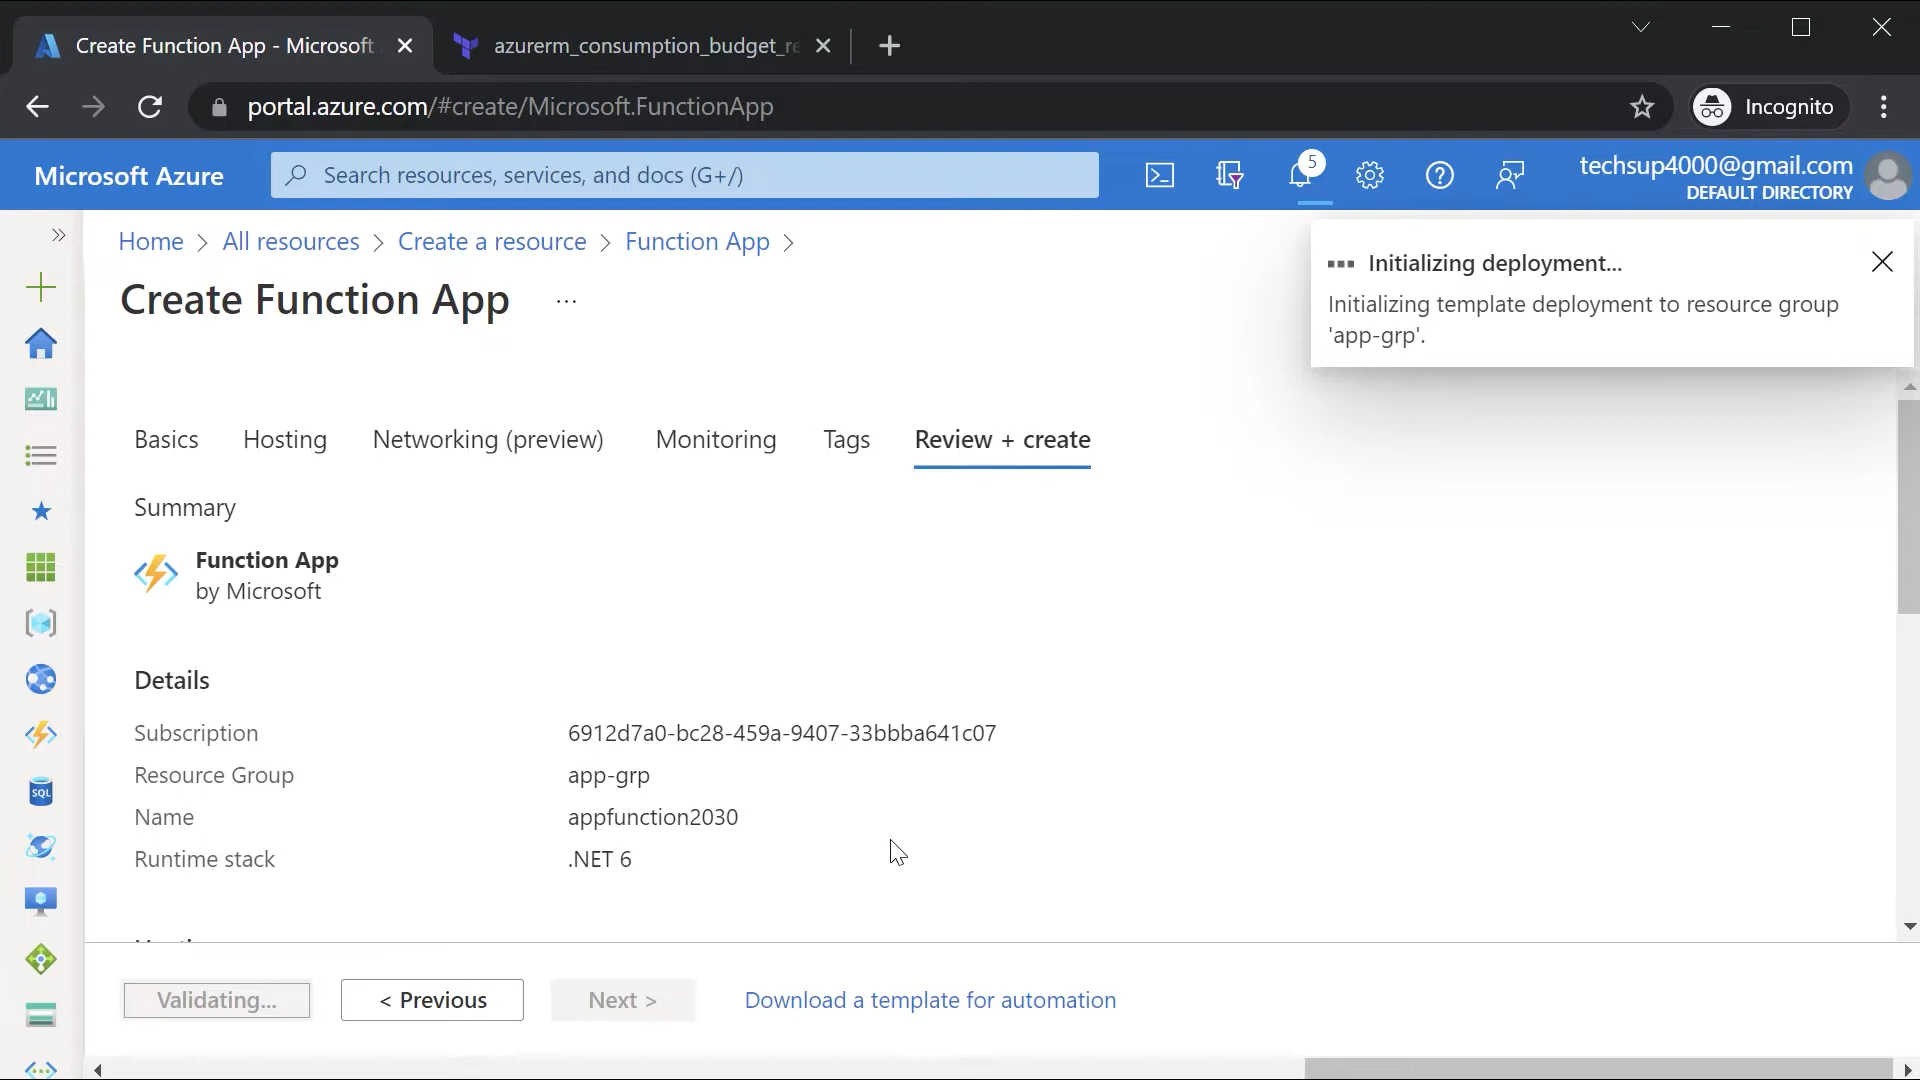 Create Function App - Microsoft
azurerm_consumption_budget_re
portal.azure.com/#create/Microsoft.FunctionApp
Incognito
Microsoft Azure
Search resources, services, and docs (G+/)
5
techsup4000@gmail.com
DEFAULT DIRECTORY
Home > All resources > Create a resource > Function App >
Create Function App ...
Initializing deployment...
Initializing template deployment to resource group
'app-grp'.
Basics Hosting Networking (preview) Monitoring Tags Review + create
Summary
Function App
by Microsoft
Details
Subscription 6912d7a0-bc28-459a-9407-33bbba641c07
Resource Group app-grp
Name appfunction2030
Runtime stack .NET 6
SQL
Validating... < Previous Next > Download a template for automation